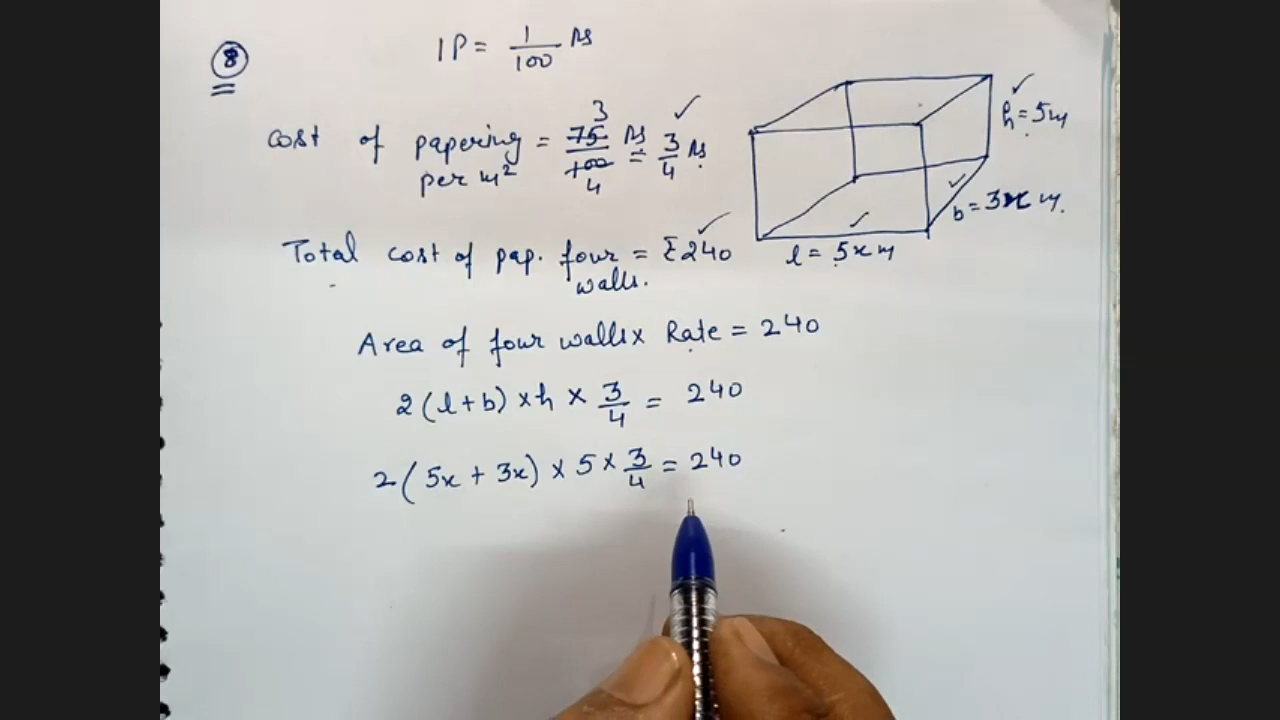 8
1P = 1/100 Rs
cost of papering per m² = 75/100 Rs = 3/4 Rs
3
4
h = 5m
b = 3x m.
l = 5x m
Total cost of pap. four walls. = ₹240
Area of four walls × Rate = 240
2(l+b) × h × 3/4 = 240
2(5x + 3x) × 5 × 3/4 = 240